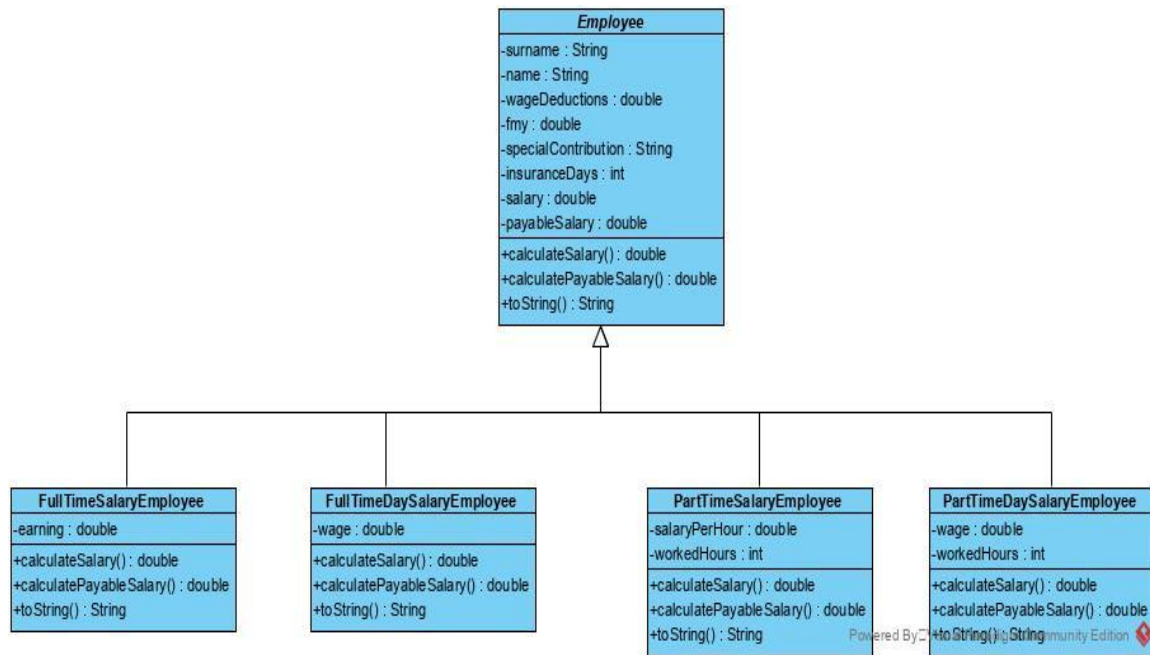 Employee
-surname : String
-name : String
-wageDeductions : double
-fmy : double
-specialContribution : String
-insuranceDays : int
-salary : double
-payableSalary : double
+calculateSalary() : double
+calculatePayableSalary() : double
+toString() : String
FullTimeSalaryEmployee
-earning : double
+calculateSalary() : double
+calculatePayableSalary() : double
+toString() : String
FullTimeDaySalaryEmployee
-wage : double
+calculateSalary() : double
+calculatePayableSalary() : double
+toString() : String
PartTimeSalaryEmployee
-salaryPerHour : double
-workedHours : int
+calculateSalary() : double
+calculatePayableSalary() : double
+toString() : String
PartTimeDaySalaryEmployee
-wage : double
-workedHours : int
+calculateSalary() : double
+calculatePayableSalary() : double
+toString() : String
Powered By Community Edition